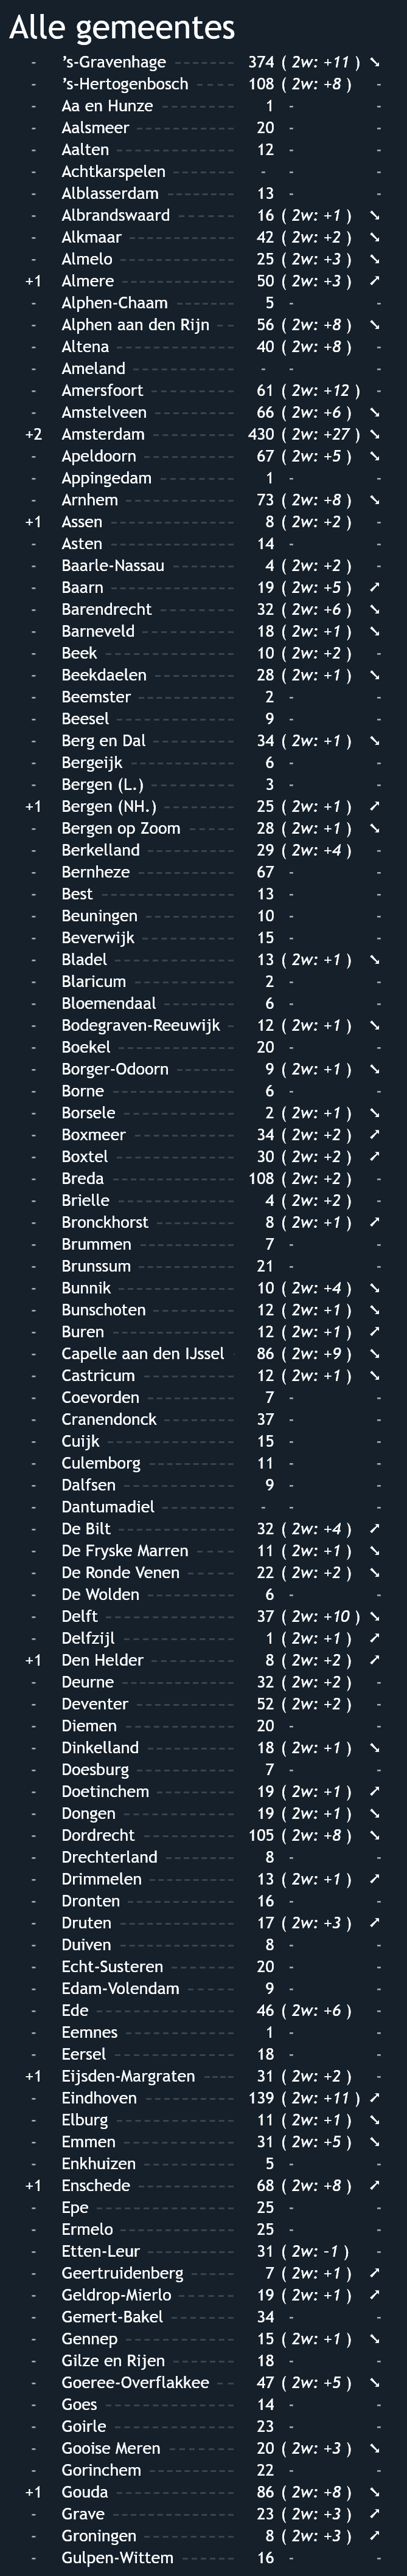 Alle gemeentes
- ’s-Gravenhage 374 ( 2w: +11 ) ➘
- ’s-Hertogenbosch 108 ( 2w: +8 ) -
- Aa en Hunze 1 - -
- Aalsmeer 20 - -
- Aalten 12 - -
- Achtkarspelen - - -
- Alblasserdam 13 - -
- Albrandswaard 16 ( 2w: +1 ) ➘
- Alkmaar 42 ( 2w: +2 ) ➘
- Almelo 25 ( 2w: +3 ) ➘
+1 Almere 50 ( 2w: +3 ) ➚
- Alphen-Chaam 5 - -
- Alphen aan den Rijn 56 ( 2w: +8 ) ➘
- Altena 40 ( 2w: +8 ) -
- Ameland - - -
- Amersfoort 61 ( 2w: +12 ) -
- Amstelveen 66 ( 2w: +6 ) ➘
+2 Amsterdam 430 ( 2w: +27 ) ➘
- Apeldoorn 67 ( 2w: +5 ) ➘
- Appingedam 1 - -
- Arnhem 73 ( 2w: +8 ) ➘
+1 Assen 8 ( 2w: +2 ) -
- Asten 14 - -
- Baarle-Nassau 4 ( 2w: +2 ) -
- Baarn 19 ( 2w: +5 ) ➚
- Barendrecht 32 ( 2w: +6 ) ➘
- Barneveld 18 ( 2w: +1 ) ➘
- Beek 10 ( 2w: +2 ) -
- Beekdaelen 28 ( 2w: +1 ) ➘
- Beemster 2 - -
- Beesel 9 - -
- Berg en Dal 34 ( 2w: +1 ) ➘
- Bergeijk 6 - -
- Bergen (L.) 3 - -
+1 Bergen (NH.) 25 ( 2w: +1 ) ➚
- Bergen op Zoom 28 ( 2w: +1 ) ➘
- Berkelland 29 ( 2w: +4 ) -
- Bernheze 67 - -
- Best 13 - -
- Beuningen 10 - -
- Beverwijk 15 - -
- Bladel 13 ( 2w: +1 ) ➘
- Blaricum 2 - -
- Bloemendaal 6 - -
- Bodegraven-Reeuwijk 12 ( 2w: +1 ) ➘
- Boekel 20 - -
- Borger-Odoorn 9 ( 2w: +1 ) ➘
- Borne 6 - -
- Borsele 2 ( 2w: +1 ) ➘
- Boxmeer 34 ( 2w: +2 ) ➚
- Boxtel 30 ( 2w: +2 ) ➚
- Breda 108 ( 2w: +2 ) -
- Brielle 4 ( 2w: +2 ) -
- Bronckhorst 8 ( 2w: +1 ) ➚
- Brummen 7 - -
- Brunssum 21 - -
- Bunnik 10 ( 2w: +4 ) ➘
- Bunschoten 12 ( 2w: +1 ) ➘
- Buren 12 ( 2w: +1 ) ➚
- Capelle aan den IJssel 86 ( 2w: +9 ) ➘
- Castricum 12 ( 2w: +1 ) ➘
- Coevorden 7 - -
- Cranendonck 37 - -
- Cuijk 15 - -
- Culemborg 11 - -
- Dalfsen 9 - -
- Dantumadiel - - -
- De Bilt 32 ( 2w: +4 ) ➚
- De Fryske Marren 11 ( 2w: +1 ) ➘
- De Ronde Venen 22 ( 2w: +2 ) ➘
- De Wolden 6 - -
- Delft 37 ( 2w: +10 ) ➘
- Delfzijl 1 ( 2w: +1 ) ➚
+1 Den Helder 8 ( 2w: +2 ) ➚
- Deurne 32 ( 2w: +2 ) -
- Deventer 52 ( 2w: +2 ) -
- Diemen 20 - -
- Dinkelland 18 ( 2w: +1 ) ➘
- Doesburg 7 - -
- Doetinchem 19 ( 2w: +1 ) ➚
- Dongen 19 ( 2w: +1 ) ➘
- Dordrecht 105 ( 2w: +8 ) ➘
- Drechterland 8 - -
- Drimmelen 13 ( 2w: +1 ) ➚
- Dronten 16 - -
- Druten 17 ( 2w: +3 ) ➚
- Duiven 8 - -
- Echt-Susteren 20 - -
- Edam-Volendam 9 - -
- Ede 46 ( 2w: +6 ) -
- Eemnes 1 - -
- Eersel 18 - -
+1 Eijsden-Margraten 31 ( 2w: +2 ) -
- Eindhoven 139 ( 2w: +11 ) ➚
- Elburg 11 ( 2w: +1 ) ➘
- Emmen 31 ( 2w: +5 ) ➘
- Enkhuizen 5 - -
+1 Enschede 68 ( 2w: +8 ) ➚
- Epe 25 - -
- Ermelo 25 - -
- Etten-Leur 31 ( 2w: -1 ) -
- Geertruidenberg 7 ( 2w: +1 ) ➚
- Geldrop-Mierlo 19 ( 2w: +1 ) ➚
- Gemert-Bakel 34 - -
- Gennep 15 ( 2w: +1 ) ➘
- Gilze en Rijen 18 - -
- Goeree-Overflakkee 47 ( 2w: +5 ) ➘
- Goes 14 - -
- Goirle 23 - -
- Gooise Meren 20 ( 2w: +3 ) ➘
- Gorinchem 22 - -
+1 Gouda 86 ( 2w: +8 ) ➘
- Grave 23 ( 2w: +3 ) ➚
- Groningen 8 ( 2w: +3 ) ➚
- Gulpen-Wittem 16 - -